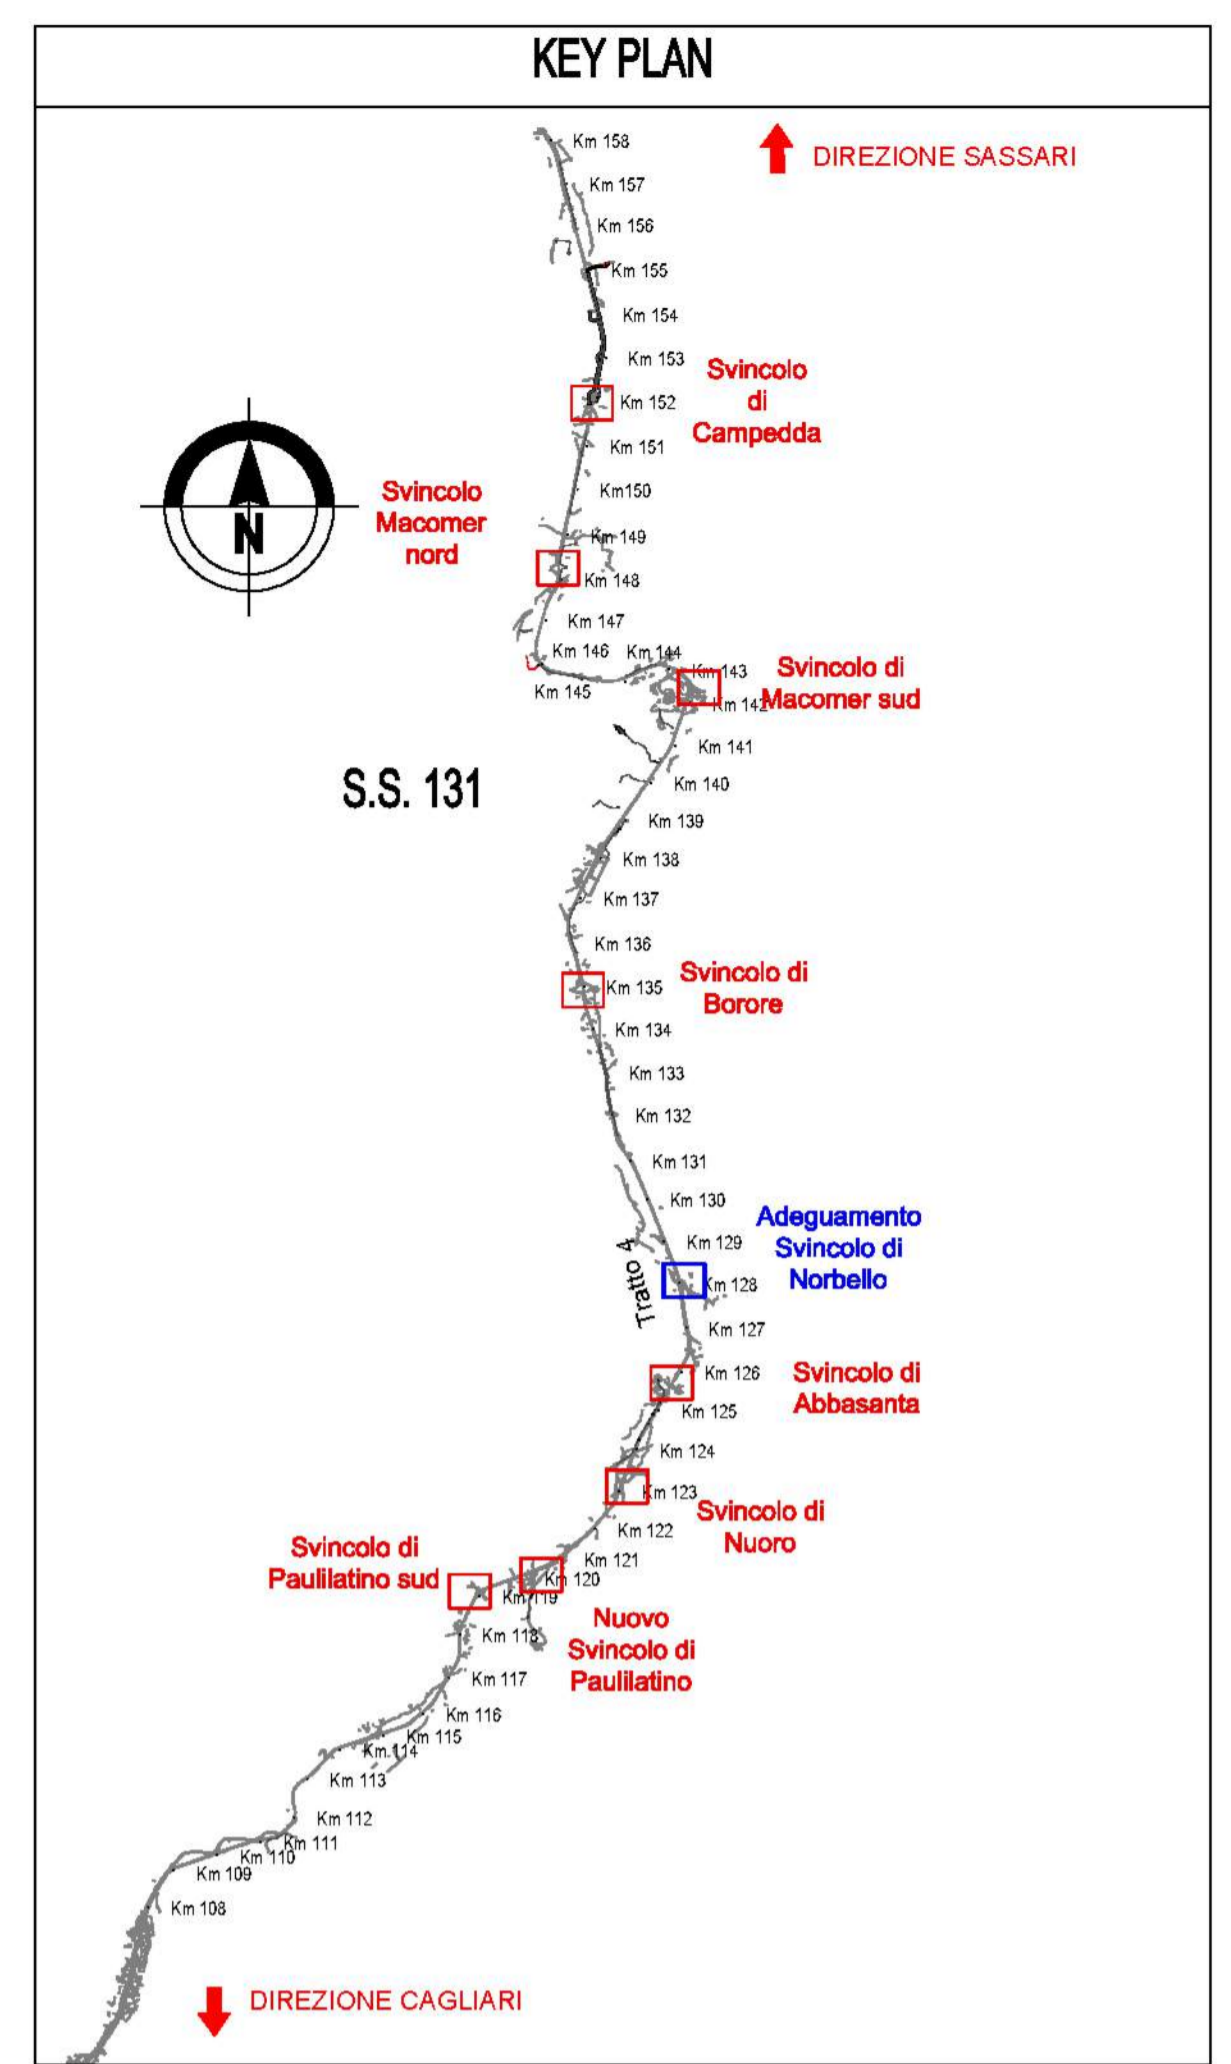 KEY PLAN
Km 158
DIREZIONE SASSARI
Km 157
Km 156
Km 155
Km 154
Km 153
Svincolo
di
Campedda
Km 152
Km 151
Km150
Svincolo
Macomer
nord
N
Km 149
Km 148
Km 147
Km 146
Km 144
Km 143
Km 145
Km 142
Svincolo di
Macomer sud
Km 141
S.S. 131
Km 140
Km 139
Km 138
Km 137
Km 136
Km 135
Svincolo di
Borore
Km 134
Km 133
Km 132
Km 131
Km 130
Km 129
Adeguamento
Svincolo di
Norbello
Tratto 4
Km 128
Km 127
Km 126
Svincolo di
Abbasanta
Km 125
Km 124
Km 123
Svincolo di
Nuoro
Km 122
Km 121
Km 120
Svincolo di
Paulilatino sud
Km 119
Nuovo
Svincolo di
Paulilatino
Km 118
Km 117
Km 116
Km 115
Km 114
Km 113
Km 112
Km 111
Km 110
Km 109
Km 108
DIREZIONE CAGLIARI